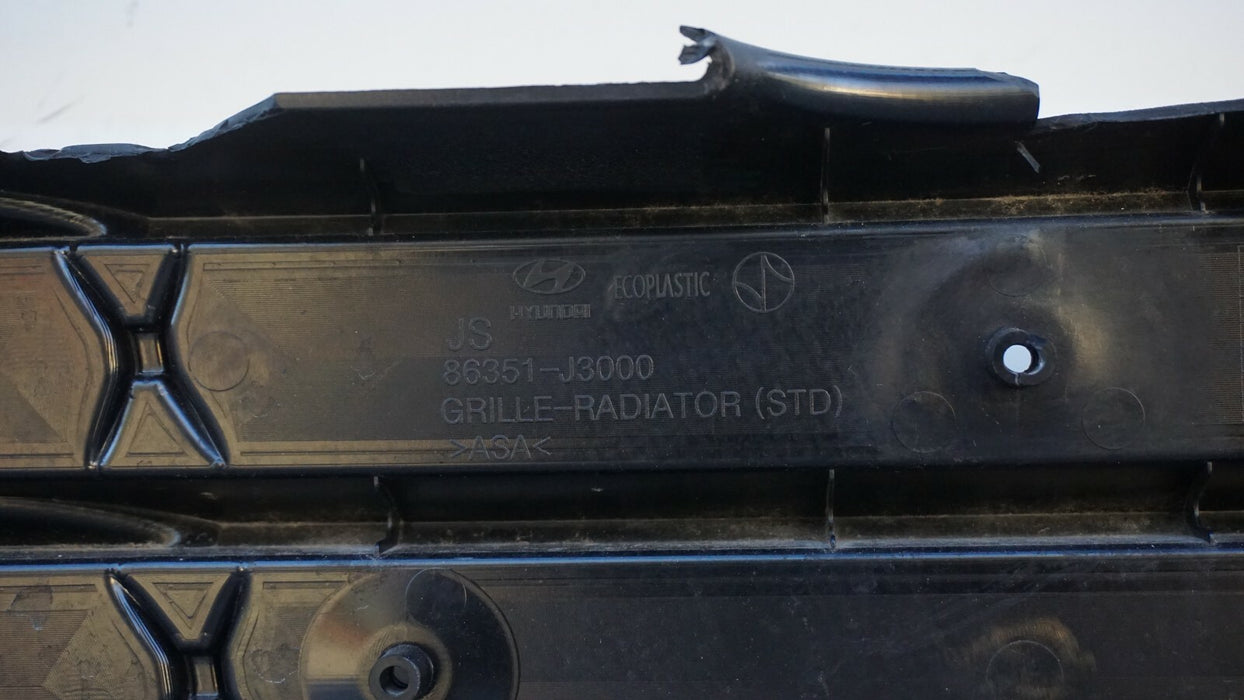 HYUNDAI
ECOPLASTIC
JS
86351-J3000
GRILLE-RADIATOR (STD)
>ASA<